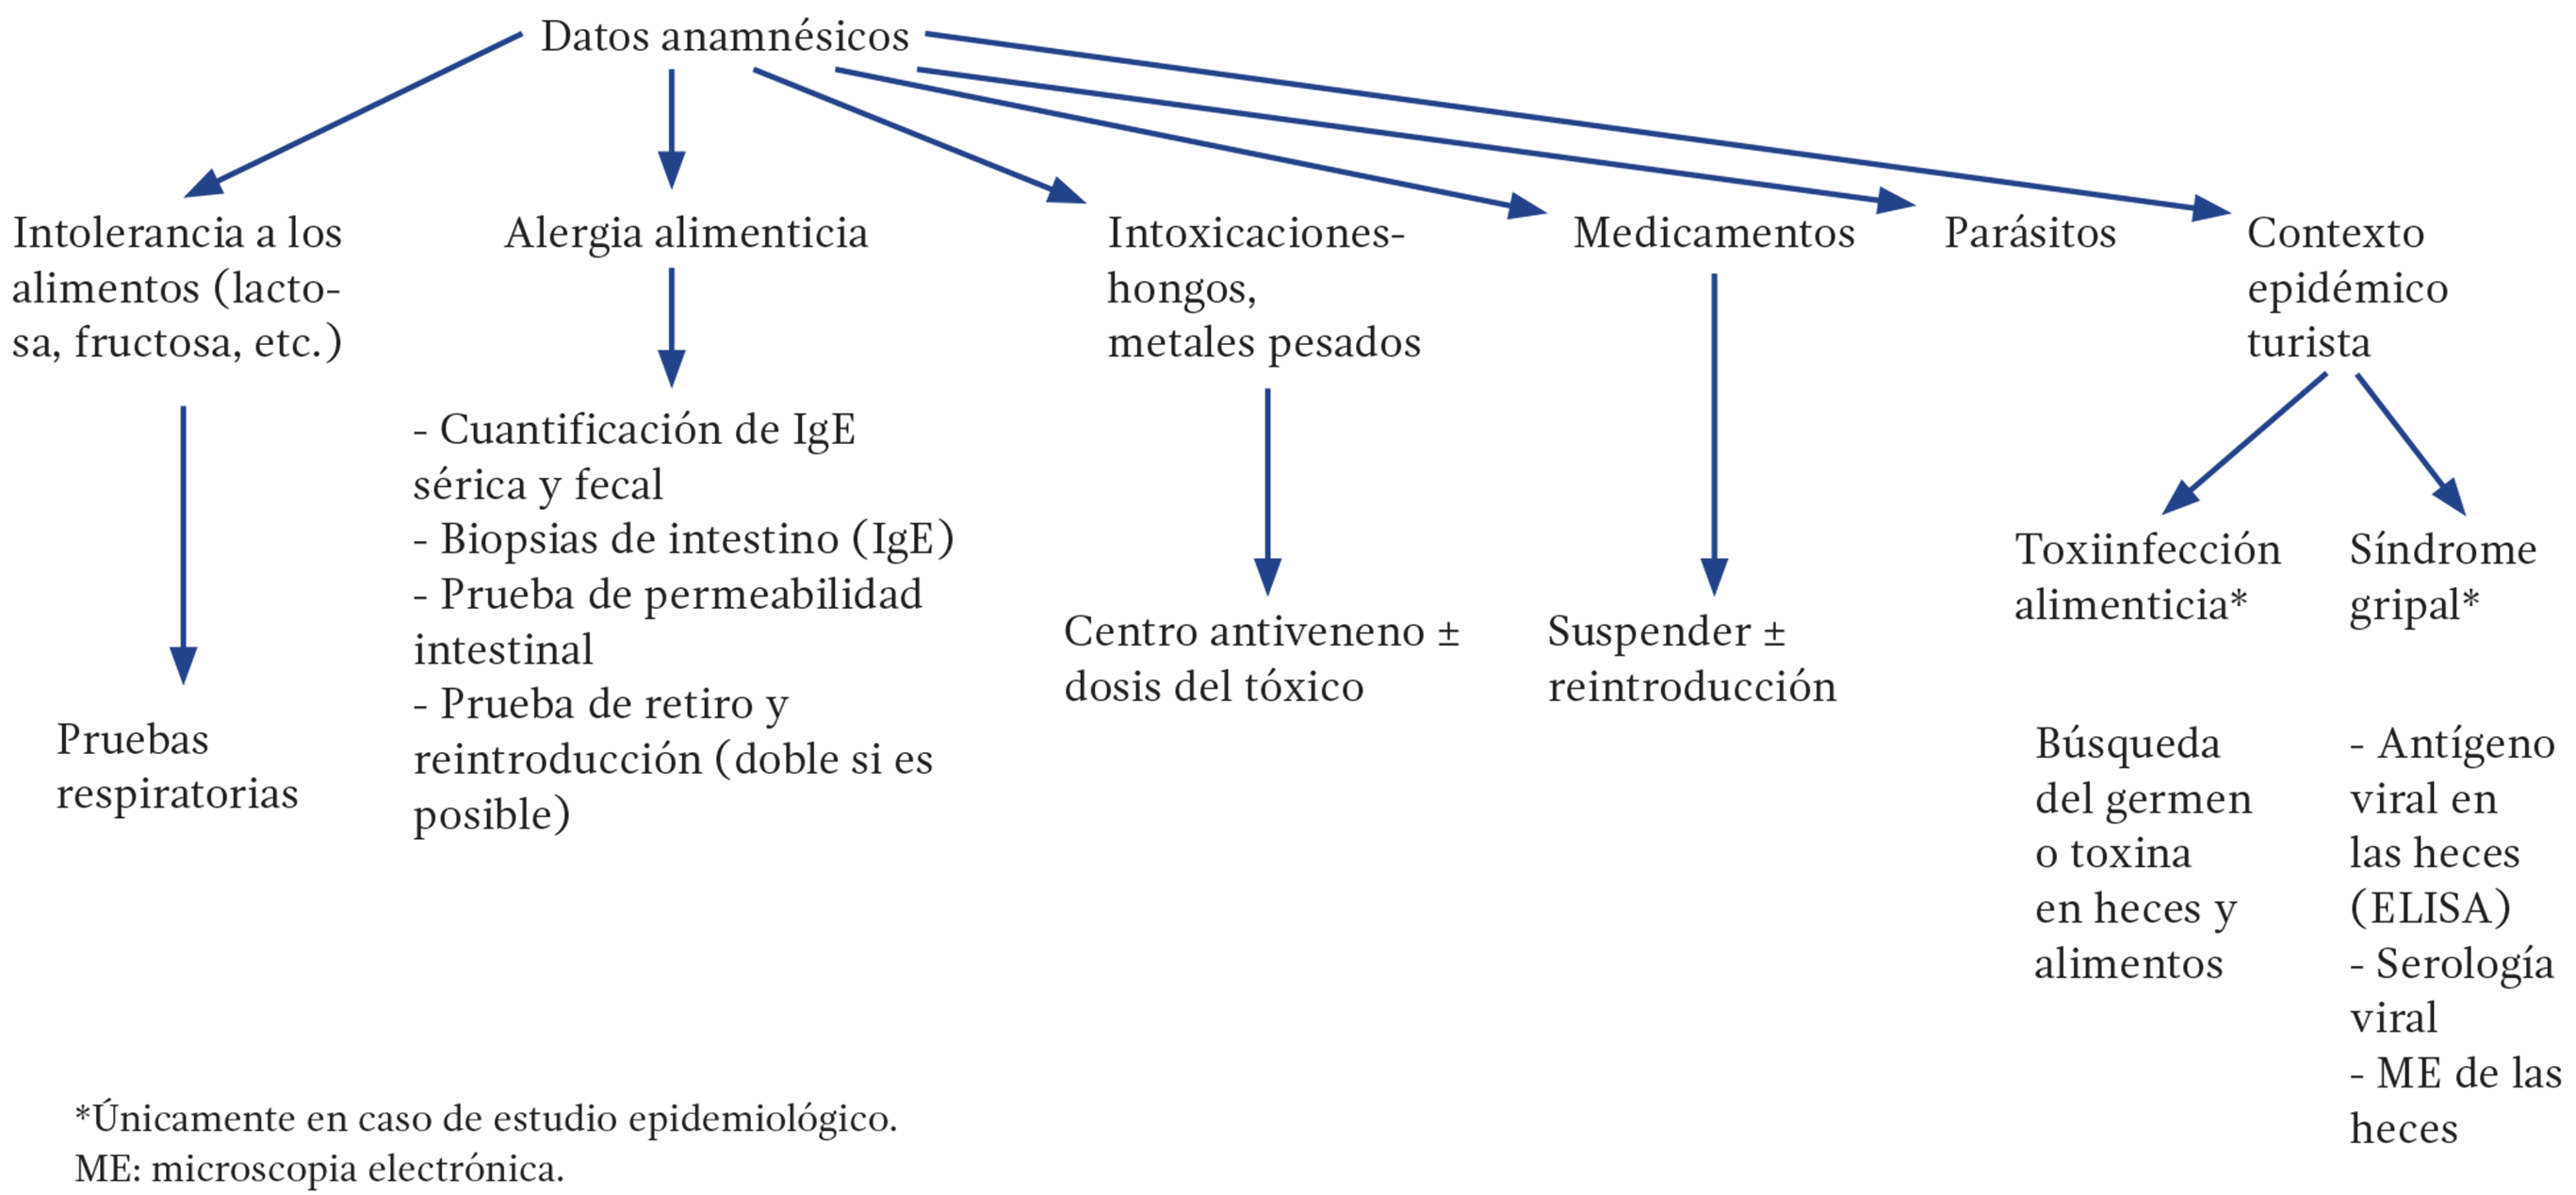 Datos anamnésicos
Intolerancia a los
alimentos (lacto-
sa, fructosa, etc.)
Pruebas
respiratorias
Alergia alimenticia
- Cuantificación de IgE
sérica y fecal
- Biopsias de intestino (IgE)
- Prueba de permeabilidad
intestinal
- Prueba de retiro y
reintroducción (doble si es
posible)
Intoxicaciones-
hongos,
metales pesados
Centro antiveneno ±
dosis del tóxico
Medicamentos
Suspender ±
reintroducción
Parásitos
Contexto
epidémico
turista
Toxiinfección
alimenticia*
Búsqueda
del germen
o toxina
en heces y
alimentos
Síndrome
gripal*
- Antígeno
viral en
las heces
(ELISA)
- Serología
viral
- ME de las
heces
*Únicamente en caso de estudio epidemiológico.
ME: microscopia electrónica.